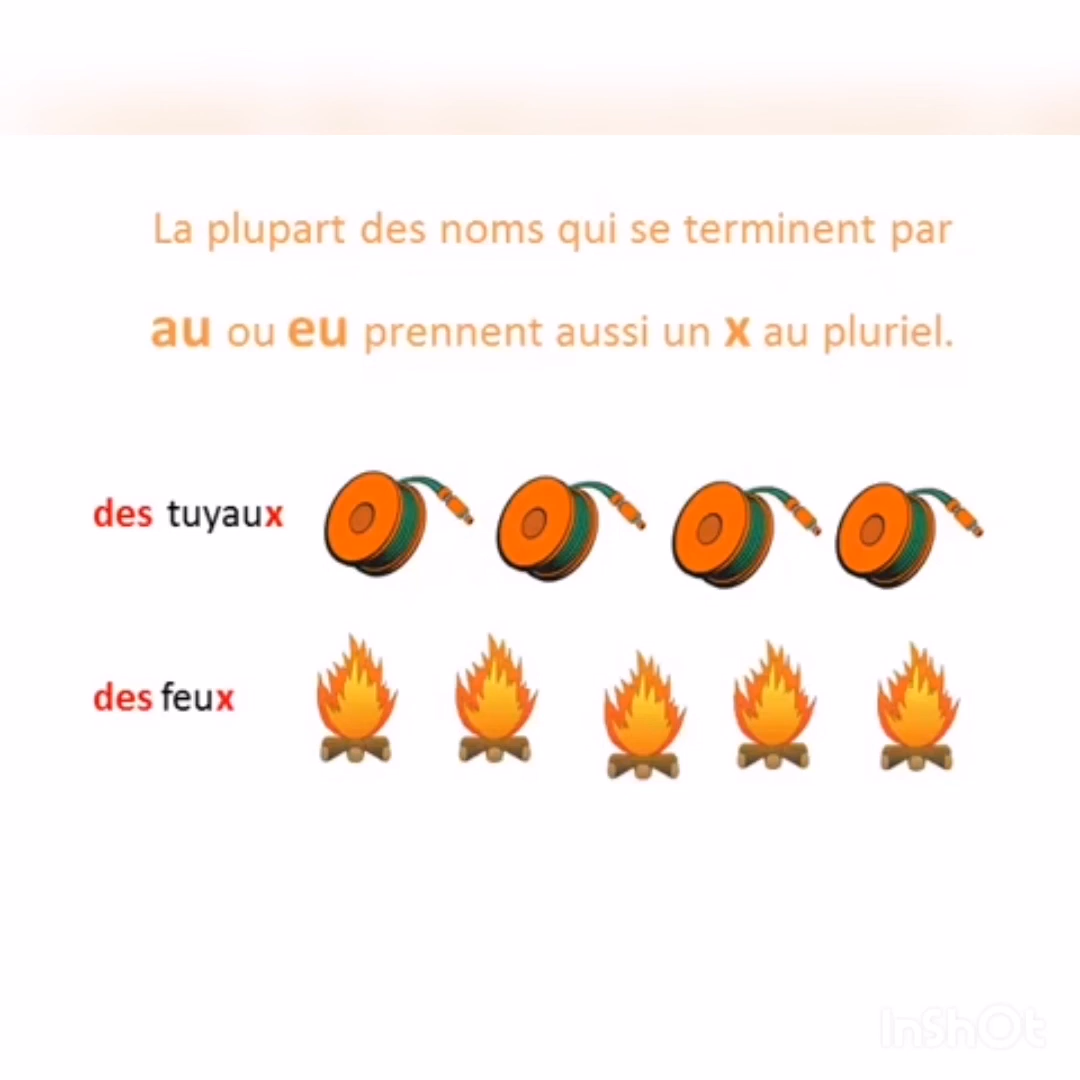 La plupart des noms qui se terminent par
au ou eu prennent aussi un x au pluriel.
des tuyaux
des feux
InShOt